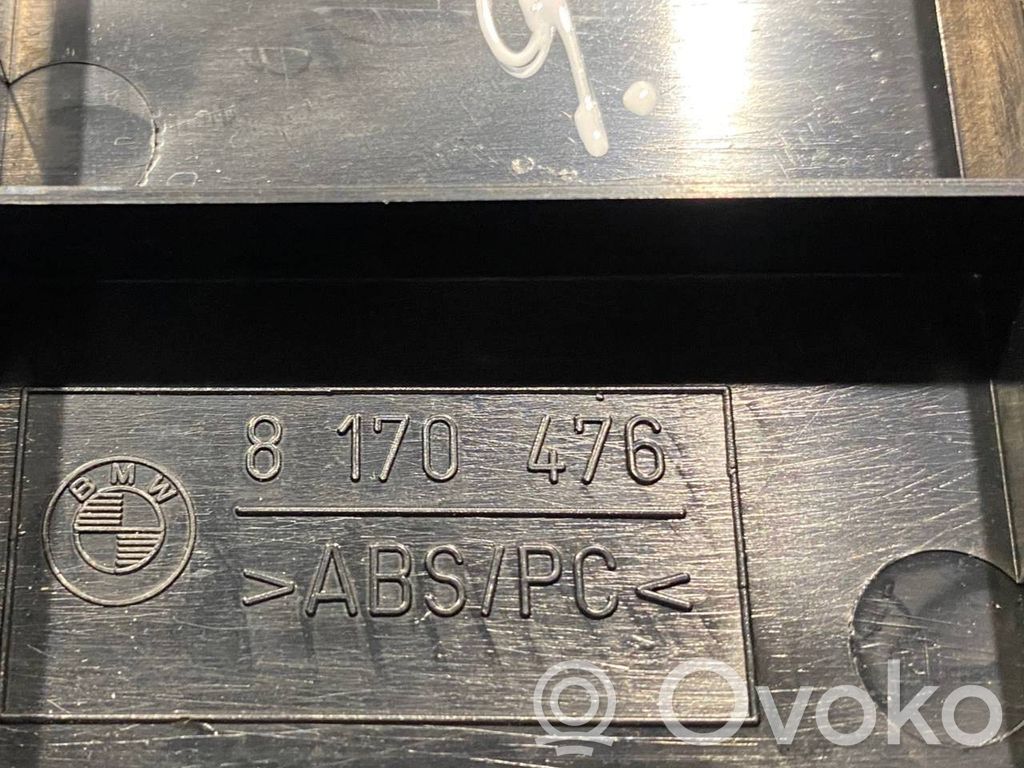 8 170 476
BMW
>ABS/PC<
Ovoko